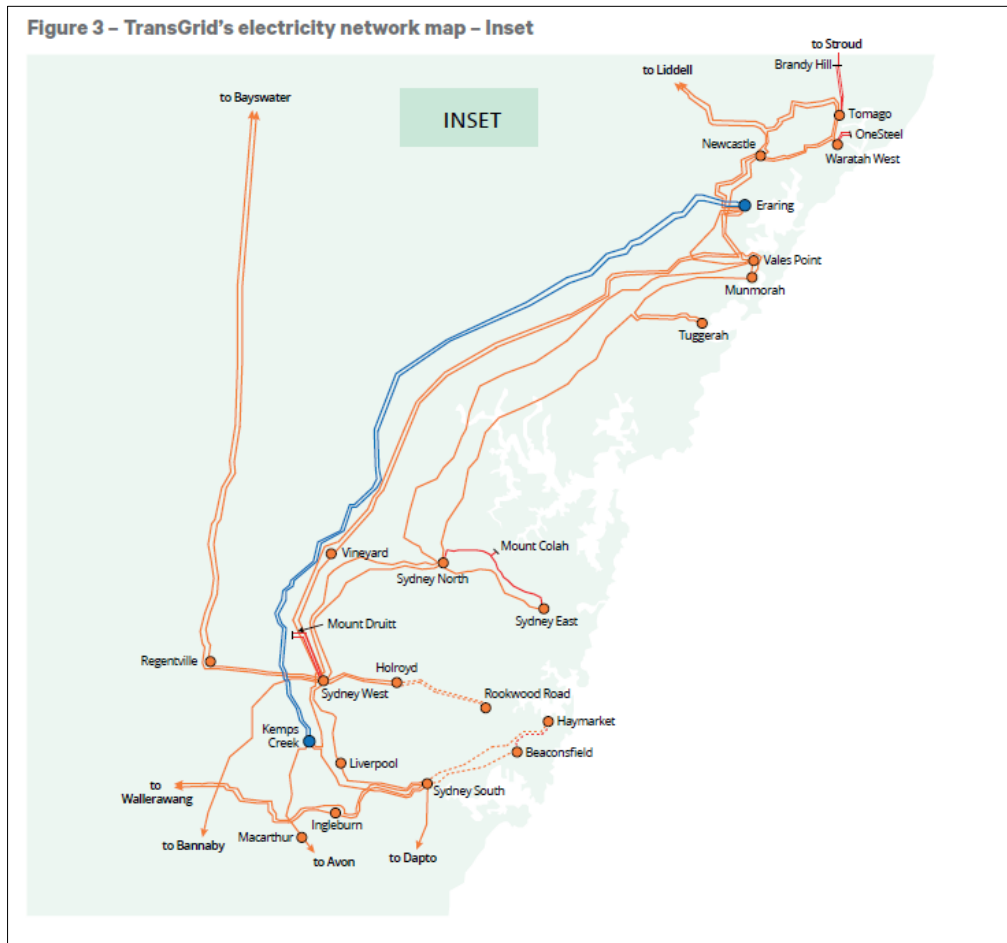 Figure 3 – TransGrid's electricity network map – Inset
to Stroud
Brandy Hill
to Liddell
to Bayswater
INSET
Tomago
OneSteel
Newcastle
Waratah West
Eraring
Vales Point
Munmorah
Tuggerah
Mount Colah
Vineyard
Sydney North
Sydney East
Mount Druitt
Regentville
Holroyd
Sydney West
Rookwood Road
Haymarket
Kemps
Creek
Beaconsfield
Liverpool
Sydney South
to
Wallerawang
Ingleburn
Macarthur
to Bannaby
to Avon
to Dapto